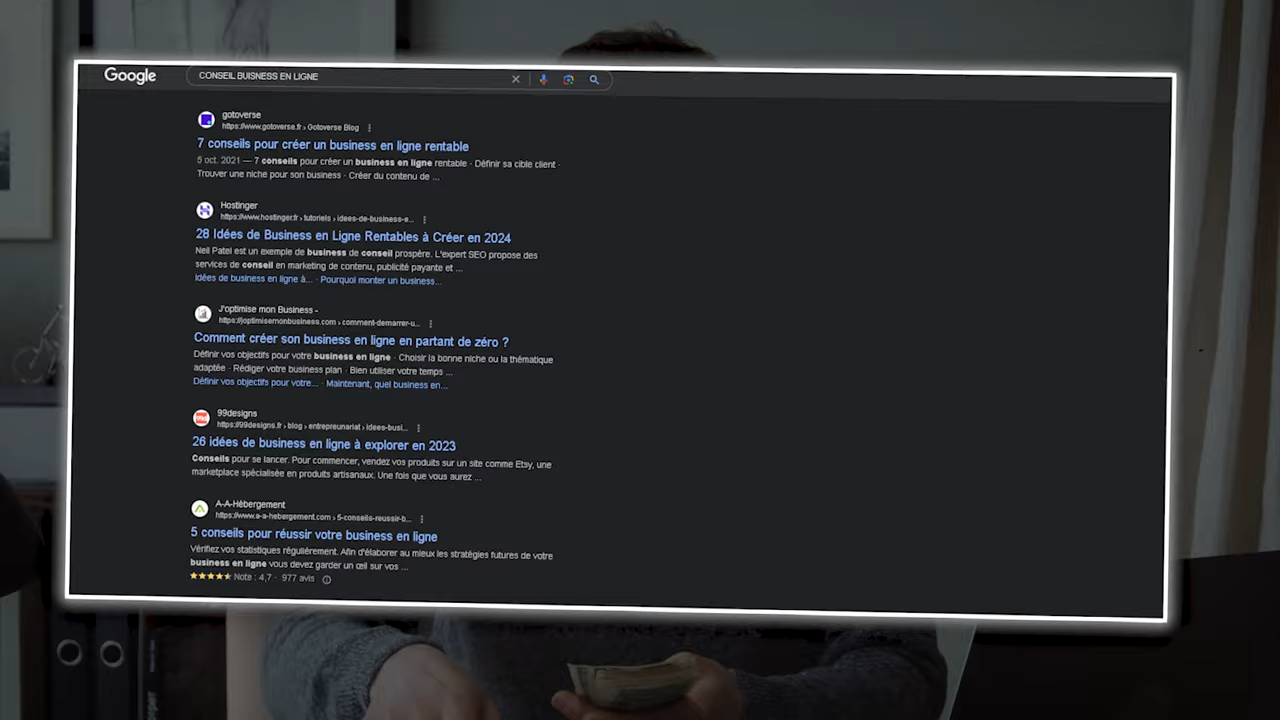 Google
CONSEIL BUISNESS EN LIGNE
gotoverse
https://www.gotoverse.fr › Gotoverse Blog
7 conseils pour créer un business en ligne rentable
5 oct. 2021 — 7 conseils pour créer un business en ligne rentable · Définir sa cible client ·
Trouver une niche pour son business · Créer du contenu de ...
Hostinger
https://www.hostinger.fr › tutoriels › idees-de-business-e...
28 Idées de Business en Ligne Rentables à Créer en 2024
Neil Patel est un exemple de business de conseil prospère. L'expert SEO propose des
services de conseil en marketing de contenu, publicité payante et ...
Idées de business en ligne à... · Pourquoi monter un business...
J'optimise mon Business -
https://joptimisemonbusiness.com › comment-demarrer-u...
Comment créer son business en ligne en partant de zéro ?
Définir vos objectifs pour votre business en ligne · Choisir la bonne niche ou la thématique
adaptée · Rédiger votre business plan · Bien utiliser votre temps ...
Définir vos objectifs pour votre... · Maintenant, quel business en...
99designs
https://99designs.fr › blog › entrepreunariat › idees-busi...
26 idées de business en ligne à explorer en 2023
Conseils pour se lancer. Pour commencer, vendez vos produits sur un site comme Etsy, une
marketplace spécialisée en produits artisanaux. Une fois que vous aurez ...
A-A-Hébergement
https://www.a-a-hebergement.com › 5-conseils-reussir-b...
5 conseils pour réussir votre business en ligne
Vérifiez vos statistiques régulièrement. Afin d'élaborer au mieux les stratégies futures de votre
business en ligne vous devez garder un œil sur vos ...
Note : 4,7 · 977 avis